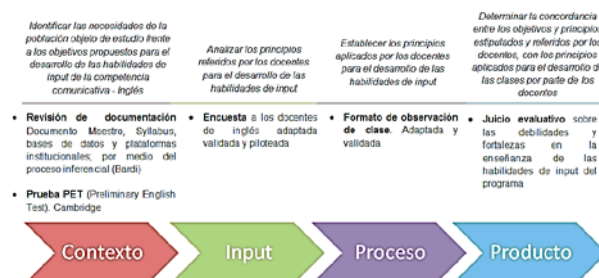 Identificar las necesidades de la
población objeto de estudio frente
a los objetivos propuestos para el
desarrollo de las habilidades de
input de la competencia
comunicativa - Inglés
Analizar los principios
referidos por los docentes
para el desarrollo de las
habilidades de input
Establecer los principios
aplicados por los docentes
para el desarrollo de las
habilidades de input
Determinar la concordancia
entre los objetivos y principios
estipulados y referidos por los
docentes, con los principios
aplicados para el desarrollo de
las clases por parte de los
docentes
• Revisión de documentación
Documento Maestro, Syllabus,
bases de datos y plataformas
institucionales; por medio del
proceso inferencial (Bardi)
• Prueba PET (Preliminary English
Test). Cambridge
• Encuesta a los docentes
de inglés adaptada
validada y piloteada
• Formato de observación
de clase. Adaptada y
validada
• Juicio evaluativo sobre
las debilidades y
fortalezas en la
enseñanza de las
habilidades de input del
programa
Contexto
Input
Proceso
Producto